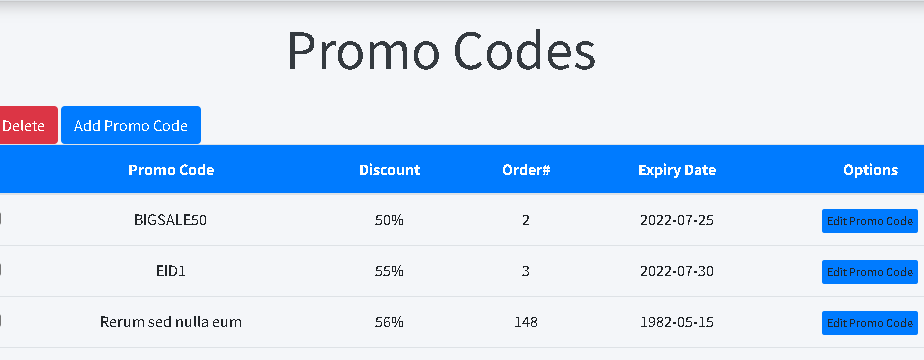 Promo Codes
Delete Add Promo Code
Promo Code Discount Order# Expiry Date Options
BIGSALE50 50% 2 2022-07-25 Edit Promo Code
EID1 55% 3 2022-07-30 Edit Promo Code
Rerum sed nulla eum 56% 148 1982-05-15 Edit Promo Code